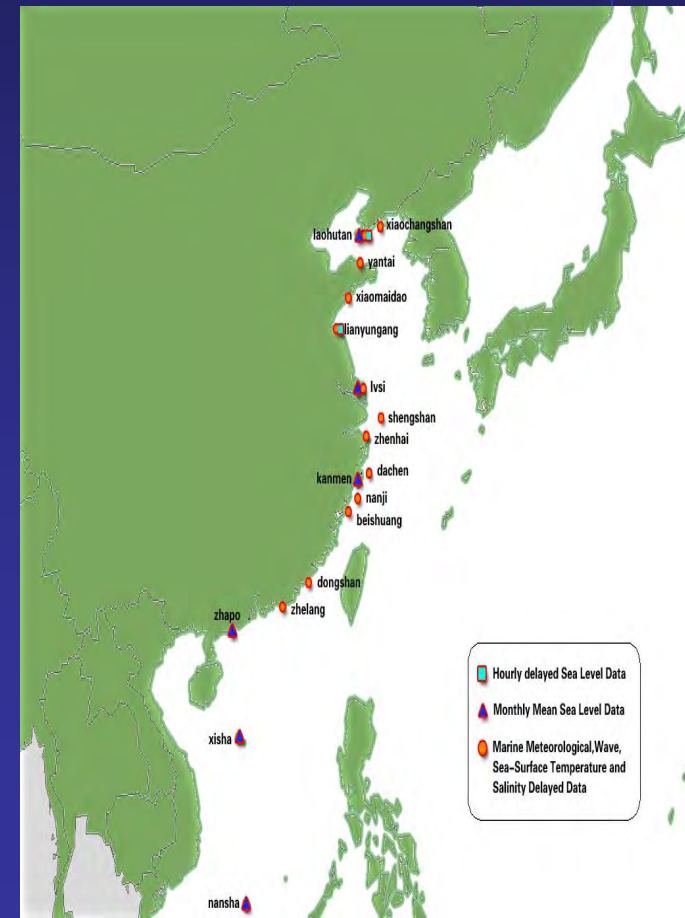 xiaochangshan
laohutan
yantai
xiaomaidao
lianyungang
lvsi
shengshan
zhenhai
dachen
kanmen
nanji
beishuang
dongshan
zhelang
zhapo
xisha
nansha
Hourly delayed Sea Level Data
Monthly Mean Sea Level Data
Marine Meteorological,Wave,
Sea-Surface Temperature and
Salinity Delayed Data